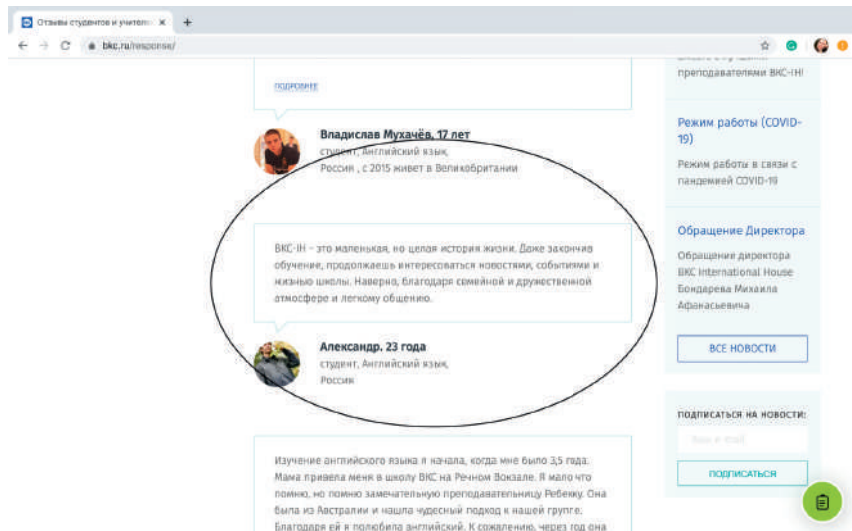 Отзывы студентов и учителе
bkc.ru/response/
ПОДРОБНЕЕ
Владислав Мухачёв, 17 лет
студент, Английский язык,
Россия , с 2015 живет в Великобритании
ВКС-IH – это маленькая, но целая история жизни. Даже закончив
обучение, продолжаешь интересоваться новостями, событиями и
жизнью школы. Наверно, благодаря семейной и дружественной
атмосфере и легкому общению.
Александр, 23 года
студент, Английский язык,
Россия
Изучение английского языка я начала, когда мне было 3,5 года.
Мама привела меня в школу ВКС на Речном Вокзале. Я мало что
помню, но помню замечательную преподавательницу Ребекку. Она
была из Австралии и нашла чудесный подход к нашей группе.
Благодаря ей я полюбила английский. К сожалению, через год она
преподавателями ВКС-IH!
Режим работы (COVID-
19)
Режим работы в связи с
пандемией COVID-19
Обращение Директора
Обращение директора
BKC International House
Бондарева Михаила
Афанасьевича
ВСЕ НОВОСТИ
ПОДПИСАТЬСЯ НА НОВОСТИ:
Ваш e-mail
ПОДПИСАТЬСЯ